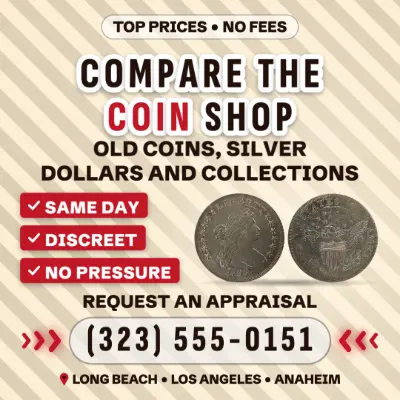 TOP PRICES • NO FEES
COMPARE THE
COIN SHOP
OLD COINS, SILVER
DOLLARS AND COLLECTIONS
SAME DAY
DISCREET
NO PRESSURE
REQUEST AN APPRAISAL
(323) 555-0151
LONG BEACH • LOS ANGELES • ANAHEIM